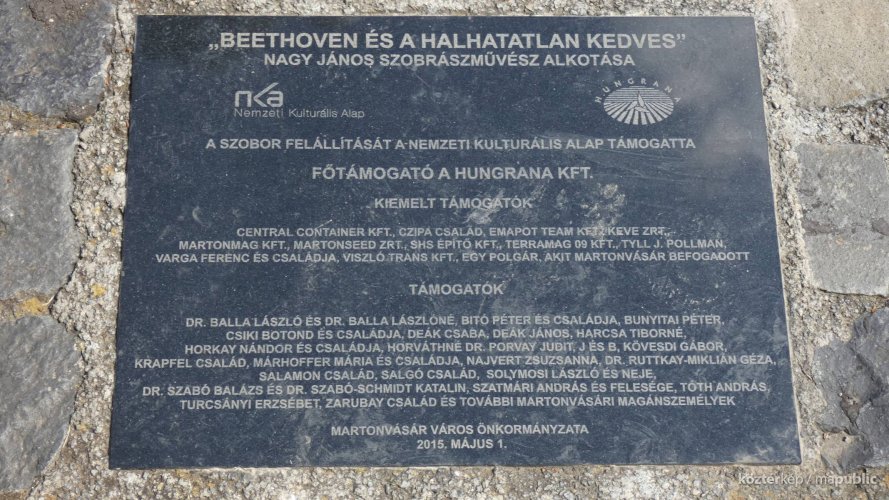 „BEETHOVEN ÉS A HALHATATLAN KEDVES”
NAGY JÁNOS SZOBRÁSZMŰVÉSZ ALKOTÁSA
nka
Nemzeti Kulturális Alap
HUNGRANA
A SZOBOR FELÁLLÍTÁSÁT A NEMZETI KULTURÁLIS ALAP TÁMOGATTA
FŐTÁMOGATÓ A HUNGRANA KFT.
KIEMELT TÁMOGATÓK
CENTRAL CONTAINER KFT., CZIPA CSALÁD, EMAPOT TEAM KFT., KEVE ZRT.,
MARTONMAG KFT., MARTONSEED ZRT., SHS ÉPÍTŐ KFT., TERRAMAG 09 KFT., TYLL J. POLLMAN,
VARGA FERENC ÉS CSALÁDJA, VISZLÓ TRANS KFT., EGY POLGÁR, AKIT MARTONVÁSÁR BEFOGADOTT
TÁMOGATÓK
DR. BALLA LÁSZLÓ ÉS DR. BALLA LÁSZLÓNÉ, BITÓ PÉTER ÉS CSALÁDJA, BUNYITAI PÉTER,
CSIKI BOTOND ÉS CSALÁDJA, DEÁK CSABA, DEÁK JÁNOS, HARCSA TIBORNÉ,
HORKAY NÁNDOR ÉS CSALÁDJA, HORVÁTHNÉ DR. PORVAY JUDIT, J ÉS B, KÖVESDI GÁBOR,
KRAPFEL CSALÁD, MÁRHOFFER MÁRIA ÉS CSALÁDJA, NAJVERT ZSUZSANNA, DR. RUTTKAY-MIKLIÁN GÉZA,
SALAMON CSALÁD, SALGÓ CSALÁD, SOLYMOSI LÁSZLÓ ÉS NEJE,
DR. SZABÓ BALÁZS ÉS DR. SZABÓ-SCHMIDT KATALIN, SZATMÁRI ANDRÁS ÉS FELESÉGE, TÓTH ANDRÁS,
TURCSÁNYI ERZSÉBET, ZARUBAY CSALÁD ÉS TOVÁBBI MARTONVÁSÁRI MAGÁNSZEMÉLYEK
MARTONVÁSÁR VÁROS ÖNKORMÁNYZATA
2015. MÁJUS 1.
köztérkép / mapublic